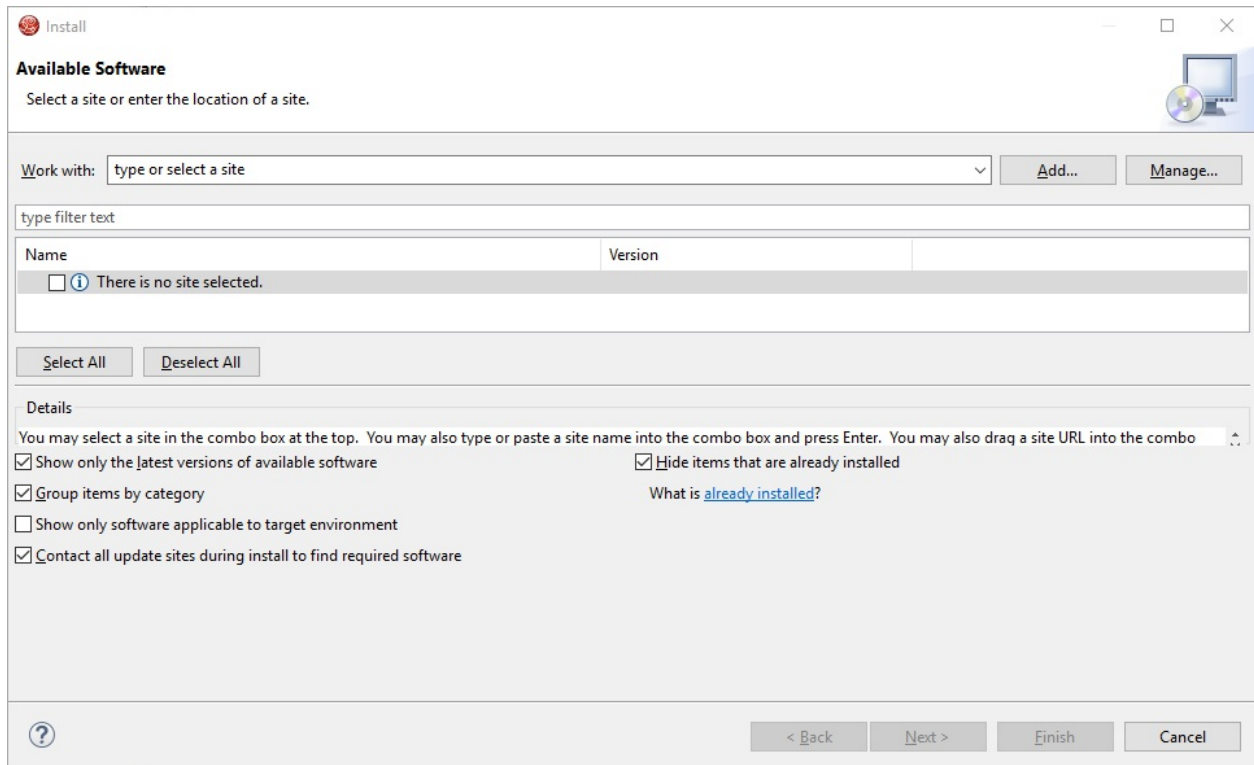 Install
Available Software
Select a site or enter the location of a site.
Work with: type or select a site Add... Manage...
type filter text
Name Version
There is no site selected.
Select All Deselect All
Details
You may select a site in the combo box at the top. You may also type or paste a site name into the combo box and press Enter. You may also drag a site URL into the combo
Show only the latest versions of available software Hide items that are already installed
Group items by category What is already installed?
Show only software applicable to target environment
Contact all update sites during install to find required software
< Back Next > Finish Cancel